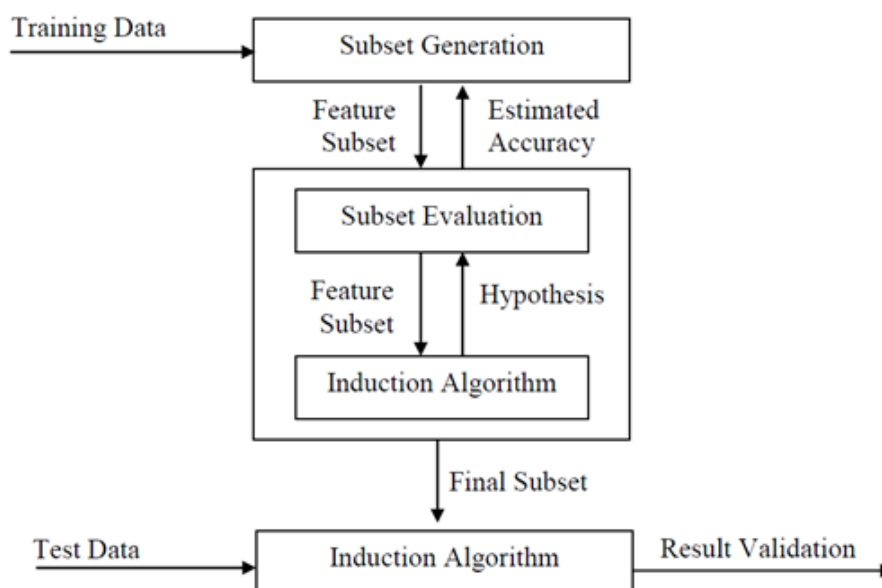 Training Data
Subset Generation
Feature
Subset
Estimated
Accuracy
Subset Evaluation
Feature
Subset
Hypothesis
Induction Algorithm
Final Subset
Test Data
Induction Algorithm
Result Validation